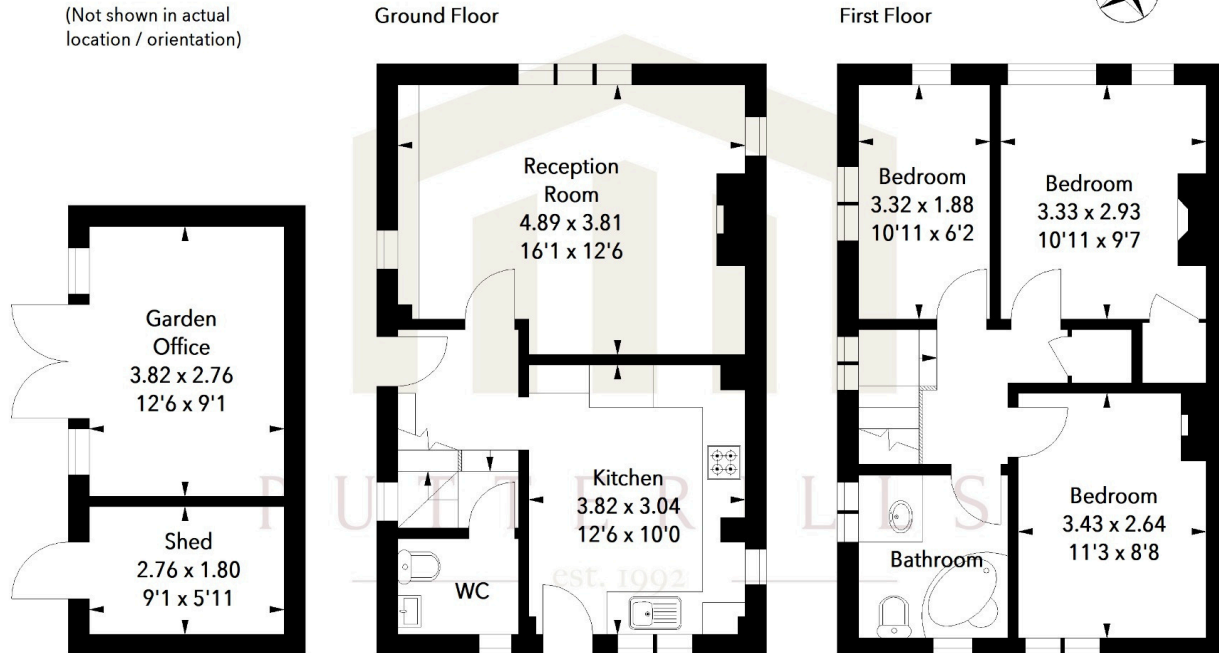 (Not shown in actual
location / orientation)
Garden
Office
3.82 x 2.76
12'6 x 9'1
Shed
2.76 x 1.80
9'1 x 5'11
Ground Floor
Reception
Room
4.89 x 3.81
16'1 x 12'6
Kitchen
3.82 x 3.04
12'6 x 10'0
WC
First Floor
Bedroom
3.32 x 1.88
10'11 x 6'2
Bedroom
3.33 x 2.93
10'11 x 9'7
Bedroom
3.43 x 2.64
11'3 x 8'8
Bathroom
PUTTERILLS
est. 1992